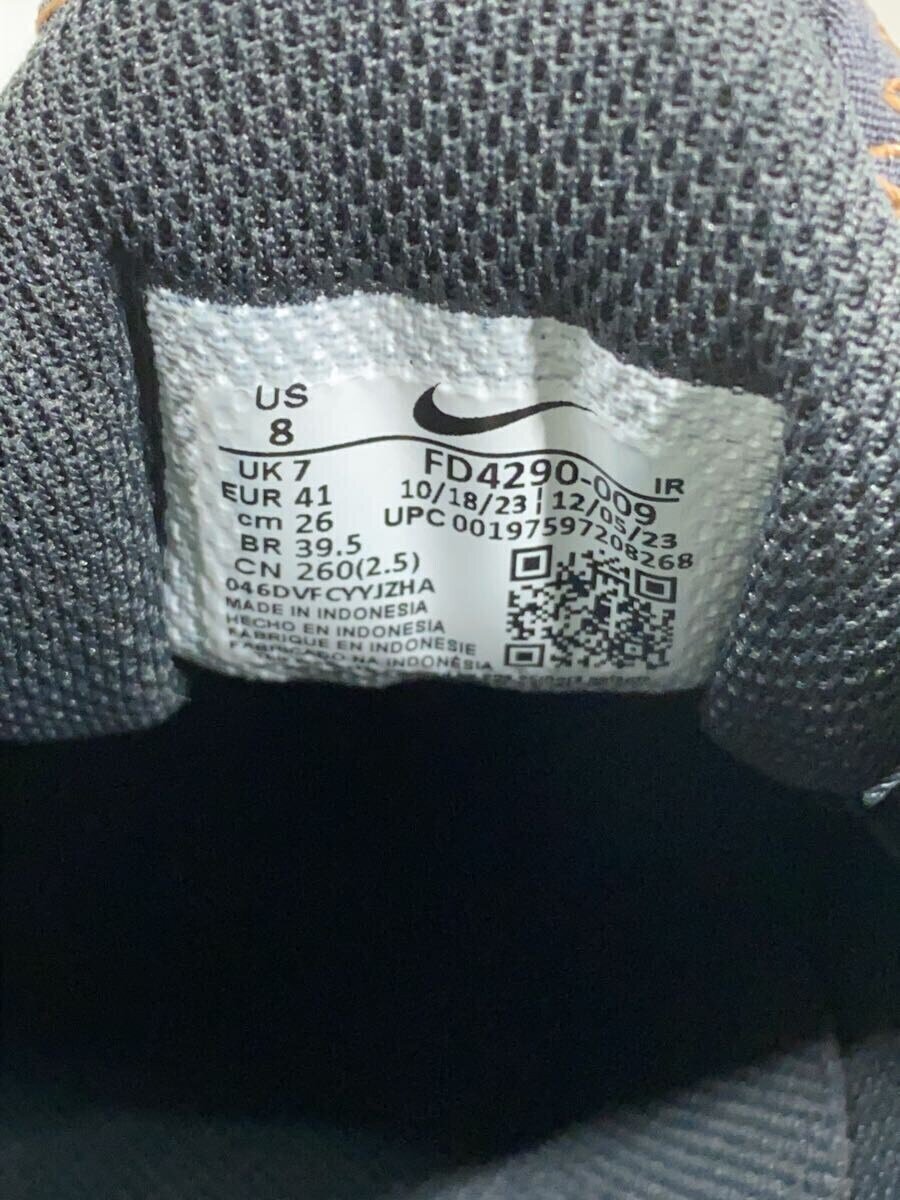 US
8
UK 7
EUR 41
cm 26
BR 39.5
CN 260(2.5)
046DVFCYYJZHA
MADE IN INDONESIA
HECHO EN INDONESIA
FABRIQUE EN INDONESIE
FABRICADO NA INDONÉSIA
FD4290-009 IR
10/18/23 | 12/05/23
UPC 00197597208268